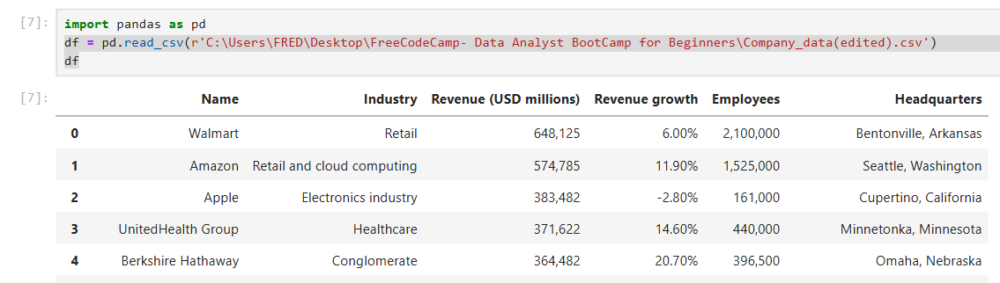 [7]: import pandas as pd
df = pd.read_csv(r'C:\Users\FRED\Desktop\FreeCodeCamp- Data Analyst BootCamp for Beginners\Company_data(edited).csv')
df
[7]: Name Industry Revenue (USD millions) Revenue growth Employees Headquarters
0 Walmart Retail 648,125 6.00% 2,100,000 Bentonville, Arkansas
1 Amazon Retail and cloud computing 574,785 11.90% 1,525,000 Seattle, Washington
2 Apple Electronics industry 383,482 -2.80% 161,000 Cupertino, California
3 UnitedHealth Group Healthcare 371,622 14.60% 440,000 Minnetonka, Minnesota
4 Berkshire Hathaway Conglomerate 364,482 20.70% 396,500 Omaha, Nebraska